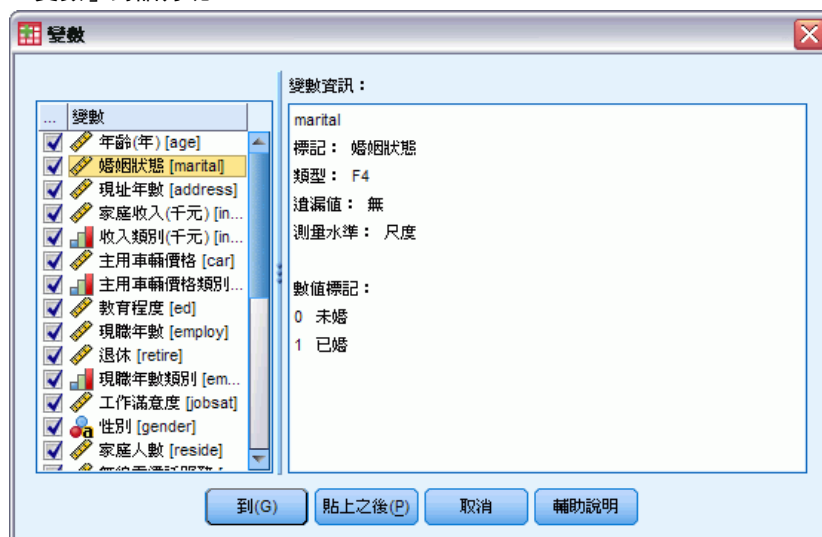 變數
變數資訊：
... 變數
年齡(年) [age]
婚姻狀態 [marital]
現址年數 [address]
家庭收入(千元) [in...
收入類別(千元) [in...
主用車輛價格 [car]
主用車輛價格類別...
教育程度 [ed]
現職年數 [employ]
退休 [retire]
現職年數類別 [em...
工作滿意度 [jobsat]
性別 [gender]
家庭人數 [reside]
marital
標記： 婚姻狀態
類型： F4
遺漏值： 無
測量水準： 尺度
數值標記：
0 未婚
1 已婚
到(G)
貼上之後(P)
取消
輔助說明